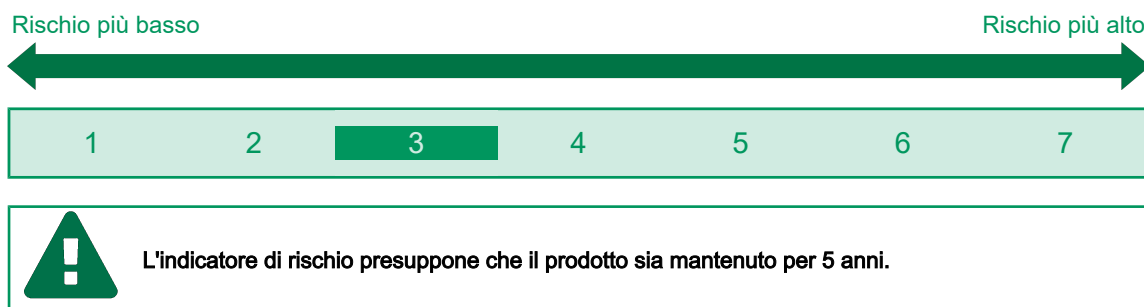 Rischio più basso Rischio più alto
1 2 3 4 5 6 7
L'indicatore di rischio presuppone che il prodotto sia mantenuto per 5 anni.